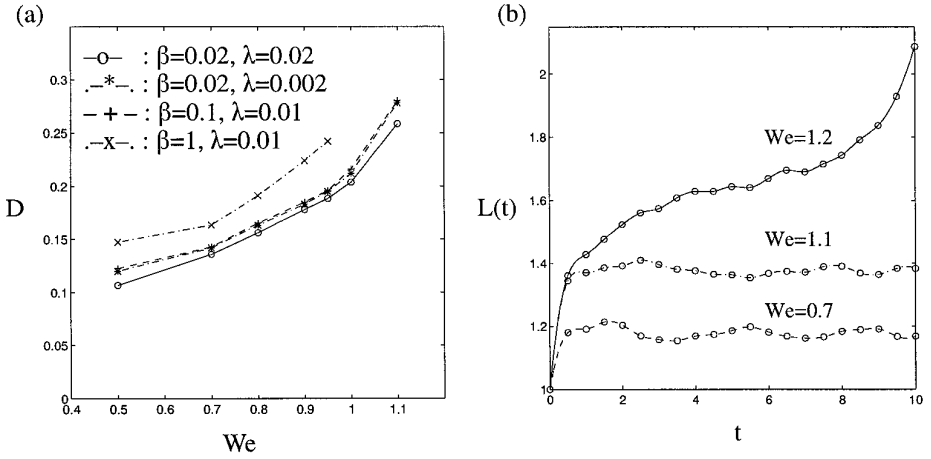 (a)
–o– : β=0.02, λ=0.02
.–*–. : β=0.02, λ=0.002
– + – : β=0.1, λ=0.01
.–x–. : β=1, λ=0.01
0.3
0.25
0.2
D
0.15
0.1
0.05
0
0.4 0.5 0.6 0.7 0.8 0.9 1 1.1
We
(b)
2
1.8
We=1.2
L(t)
1.6
We=1.1
1.4
We=0.7
1.2
1
0 2 4 6 8 10
t